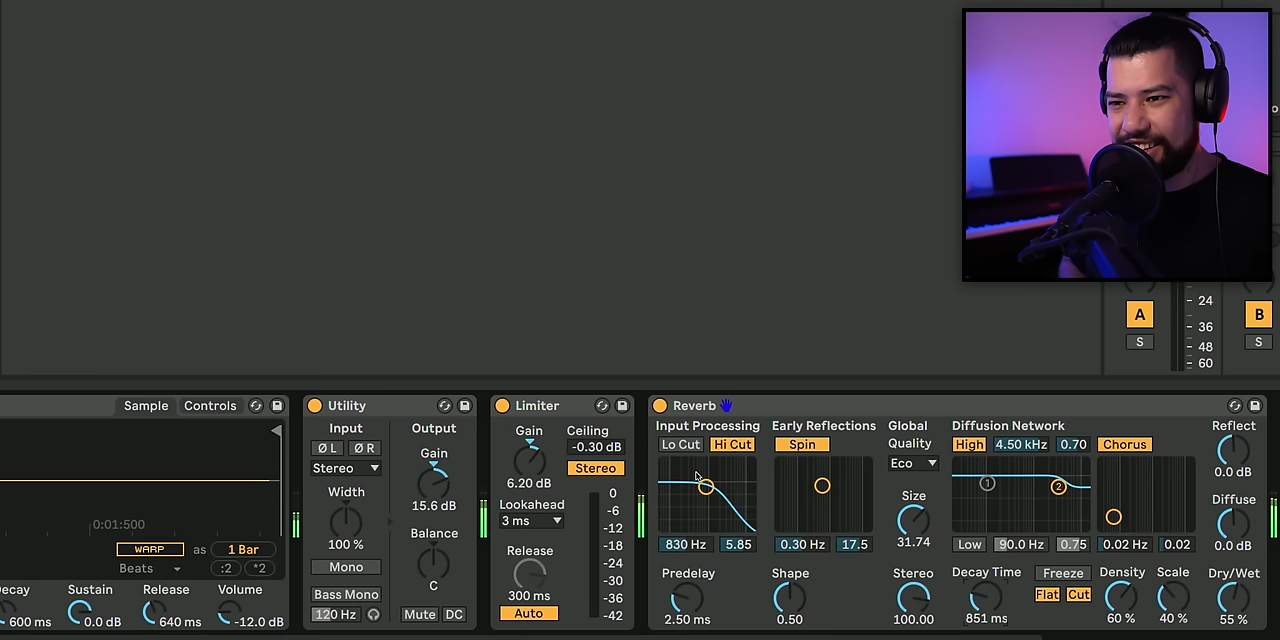 24
36
48
60
A
B
S
S
Sample
Controls
0:01:500
WARP
as
1 Bar
Beats
:2
*2
Sustain
Release
Volume
600 ms
0.0 dB
640 ms
-12.0 dB
Utility
Input
Ø L
Ø R
Stereo
Width
100 %
Mono
Bass Mono
120 Hz
Output
Gain
15.6 dB
Balance
C
Mute
DC
Limiter
Gain
6.20 dB
Lookahead
3 ms
Release
300 ms
Auto
Ceiling
-0.30 dB
Stereo
0
-6
-12
-18
-24
-30
-36
-42
Reverb
Input Processing
Lo Cut
Hi Cut
830 Hz
5.85
Predelay
2.50 ms
Early Reflections
Spin
0.30 Hz
17.5
Shape
0.50
Global
Quality
Eco
Size
31.74
Stereo
100.00
Diffusion Network
High
4.50 kHz
0.70
1
2
Low
90.0 Hz
0.75
Decay Time
851 ms
Freeze
Flat
Cut
Chorus
0.02 Hz
0.02
Density
60 %
Scale
40 %
Reflect
0.0 dB
Diffuse
0.0 dB
Dry/Wet
55 %